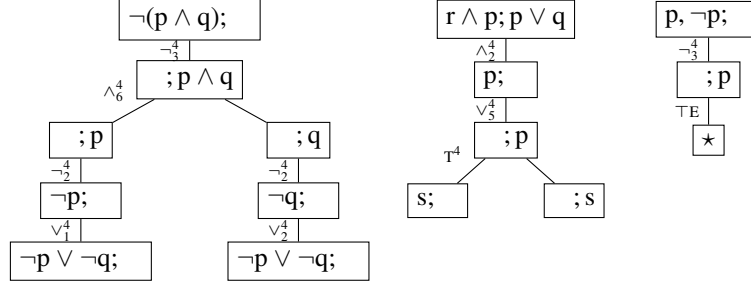 ¬(p ∧ q);
¬⁴₃
; p ∧ q
∧⁴₆
; p
; q
¬⁴₂
¬⁴₂
¬p;
¬q;
∨⁴₁
∨⁴₂
¬p ∨ ¬q;
¬p ∨ ¬q;
r ∧ p; p ∨ q
∧⁴₂
p;
∨⁴₅
; p
T⁴
s;
; s
p, ¬p;
¬⁴₃
; p
⊤E
⋆